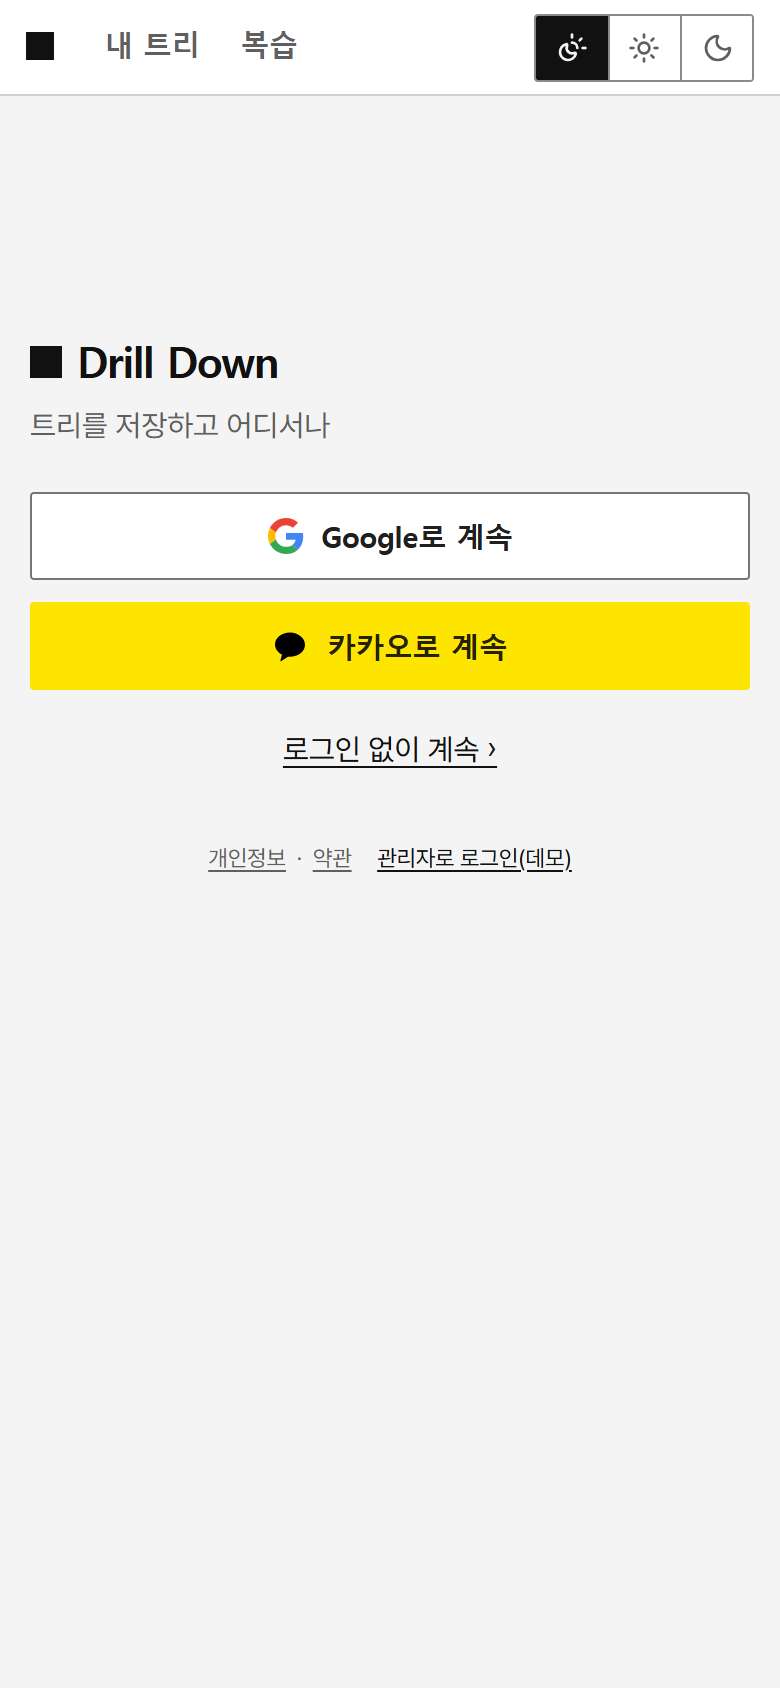 내 트리 복습
Drill Down
트리를 저장하고 어디서나
Google로 계속
카카오로 계속
로그인 없이 계속 ›
개인정보 · 약관 관리자로 로그인(데모)